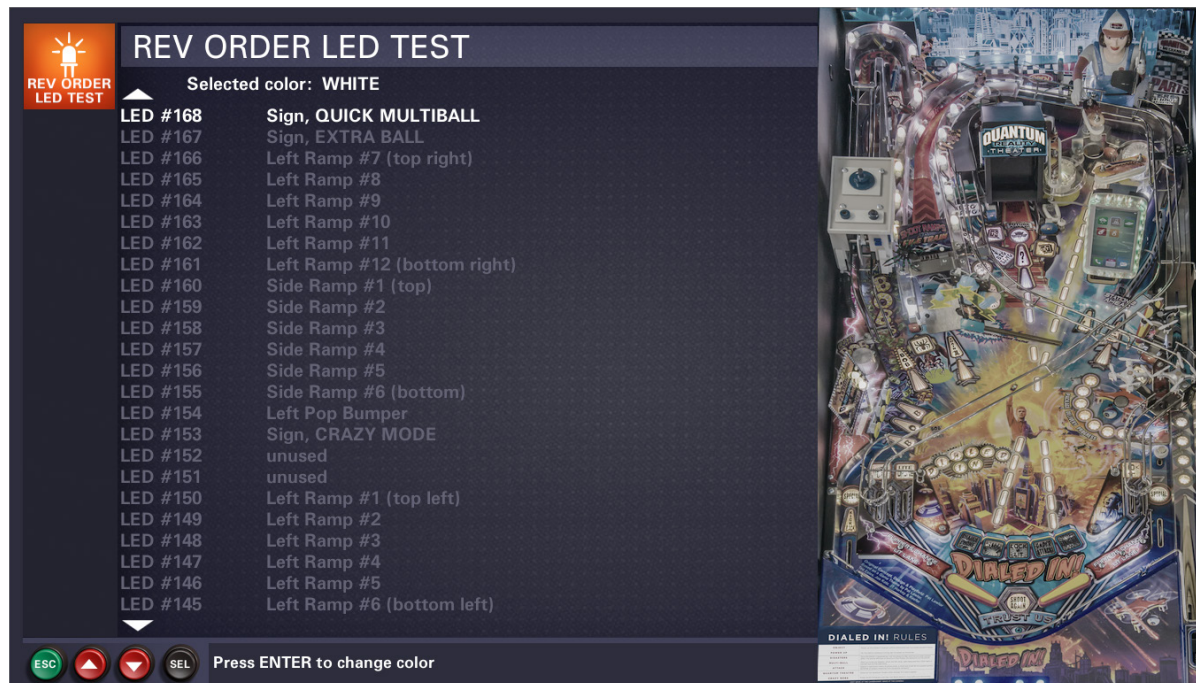 REV ORDER LED TEST
REV ORDER
LED TEST
Selected color: WHITE
LED #168 Sign, QUICK MULTIBALL
LED #167 Sign, EXTRA BALL
LED #166 Left Ramp #7 (top right)
LED #165 Left Ramp #8
LED #164 Left Ramp #9
LED #163 Left Ramp #10
LED #162 Left Ramp #11
LED #161 Left Ramp #12 (bottom right)
LED #160 Side Ramp #1 (top)
LED #159 Side Ramp #2
LED #158 Side Ramp #3
LED #157 Side Ramp #4
LED #156 Side Ramp #5
LED #155 Side Ramp #6 (bottom)
LED #154 Left Pop Bumper
LED #153 Sign, CRAZY MODE
LED #152 unused
LED #151 unused
LED #150 Left Ramp #1 (top left)
LED #149 Left Ramp #2
LED #148 Left Ramp #3
LED #147 Left Ramp #4
LED #146 Left Ramp #5
LED #145 Left Ramp #6 (bottom left)
ESC
SEL
Press ENTER to change color
PARTS
QUANTUM
REALITY
THEATER
DIALED IN!
SHOOT
AGAIN
TRUST US
DIALED IN! RULES
DIALED IN!